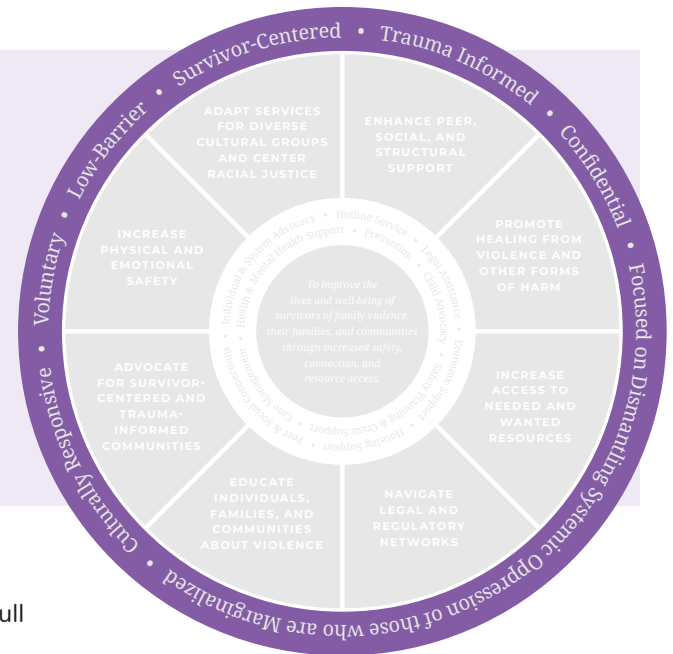 Survivor-Centered • Trauma Informed • Confidential • Focused on Dismantling Systemic Oppression of those who are Marginalized • Culturally Responsive • Voluntary • Low-Barrier •
ADAPT SERVICES
FOR DIVERSE
CULTURAL GROUPS
AND CENTER
RACIAL JUSTICE
ENHANCE PEER,
SOCIAL, AND
STRUCTURAL
SUPPORT
PROMOTE
HEALING FROM
VIOLENCE AND
OTHER FORMS
OF HARM
INCREASE
ACCESS TO
NEEDED AND
WANTED
RESOURCES
NAVIGATE
LEGAL AND
REGULATORY
NETWORKS
EDUCATE
INDIVIDUALS,
FAMILIES, AND
COMMUNITIES
ABOUT VIOLENCE
ADVOCATE
FOR SURVIVOR-
CENTERED AND
TRAUMA-
INFORMED
COMMUNITIES
INCREASE
PHYSICAL AND
EMOTIONAL
SAFETY
Individual & System Advocacy • Hotline Service • Legal Assistance • Economic Support • Housing Support • Peer & Social Connections •
Health & Mental Health Support • Prevention • Child Advocacy • Safety Planning & Crisis Support • Case Management •
To improve the
lives and well-being of
survivors of family violence,
their families, and communities
through increased safety,
connection, and
resource access.
ull